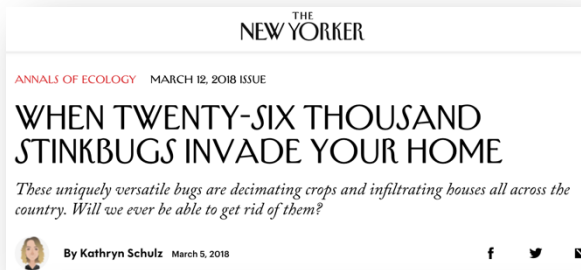 THE
NEW YORKER
ANNALS OF ECOLOGY MARCH 12, 2018 ISSUE
WHEN TWENTY-SIX THOUSAND
STINKBUGS INVADE YOUR HOME
These uniquely versatile bugs are decimating crops and infiltrating houses all across the
country. Will we ever be able to get rid of them?
By Kathryn Schulz March 5, 2018